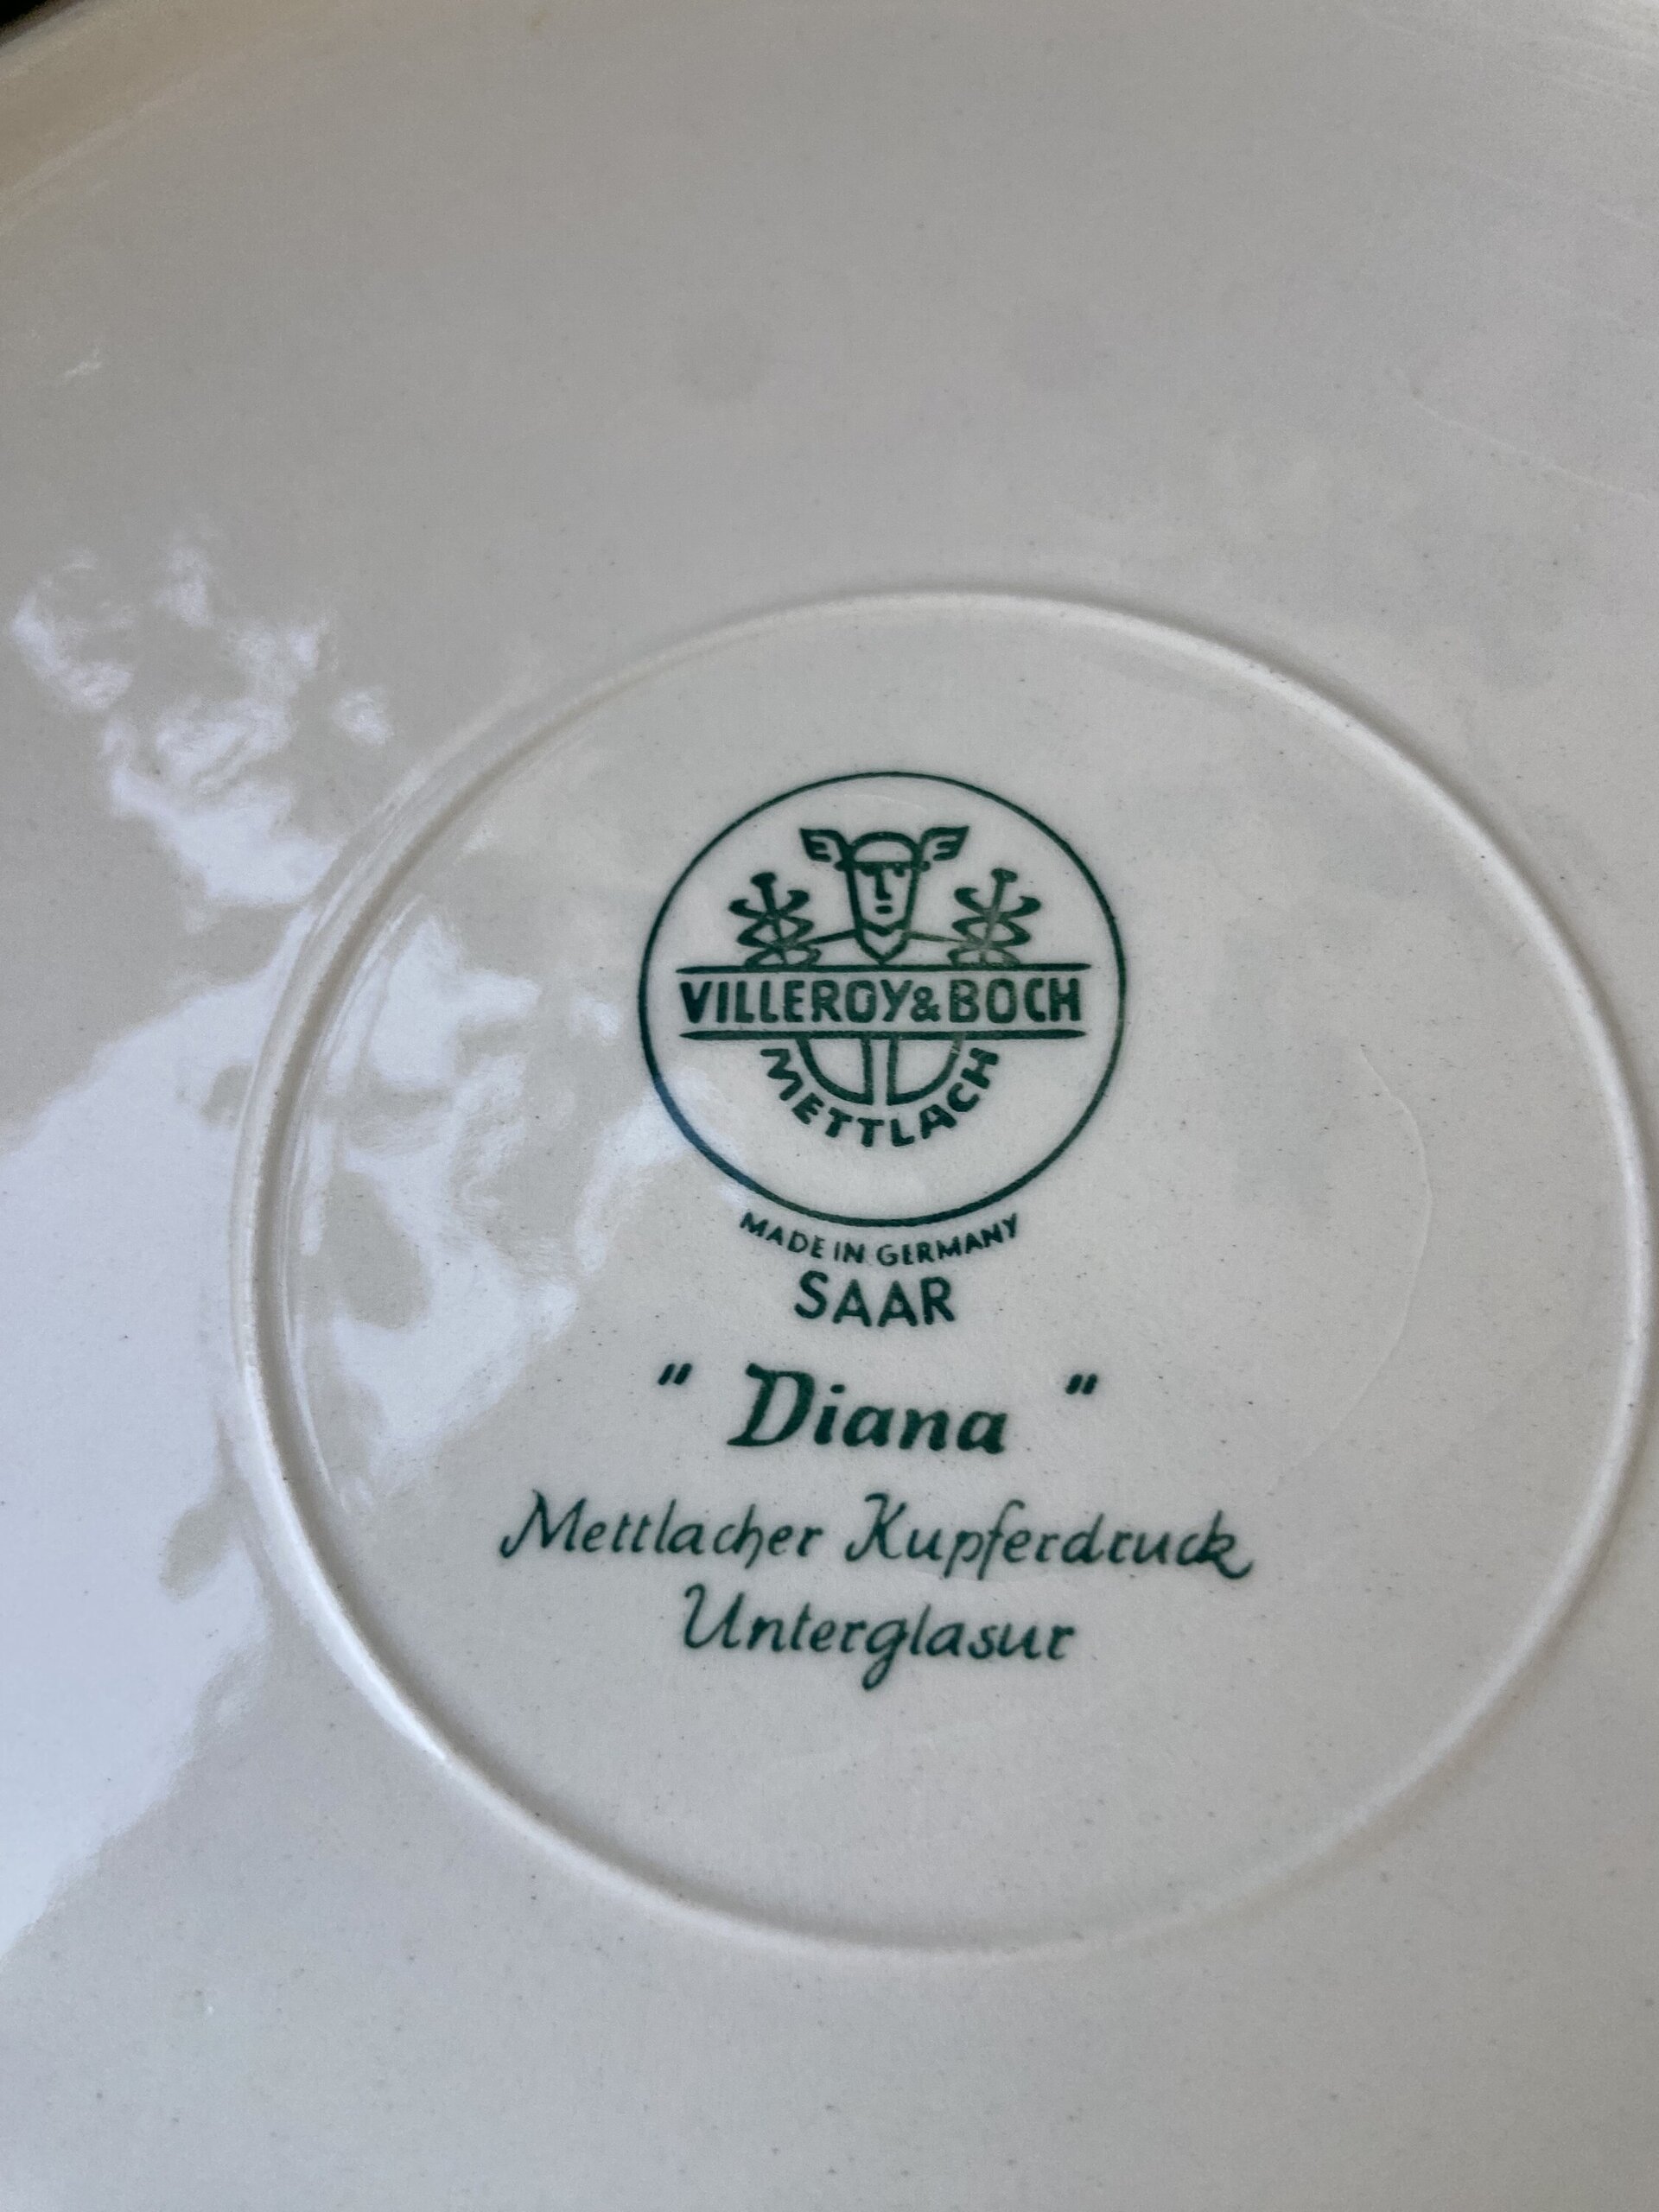 VILLEROY&BOCH
METTLACH
MADE IN GERMANY
SAAR
" Diana "
Mettlacher Kupferdruck
Unterglasur